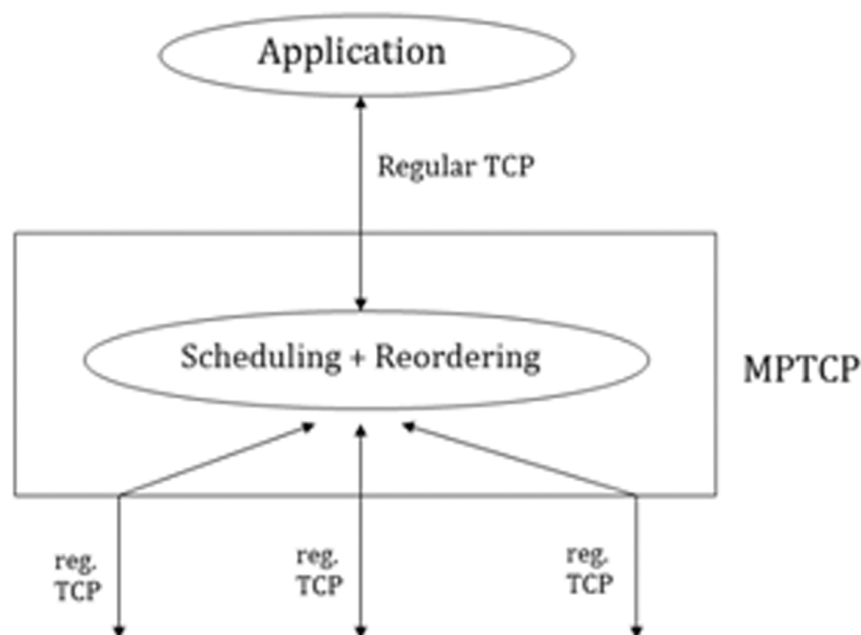 Application
Regular TCP
Scheduling + Reordering
MPTCP
reg.
TCP
reg.
TCP
reg.
TCP